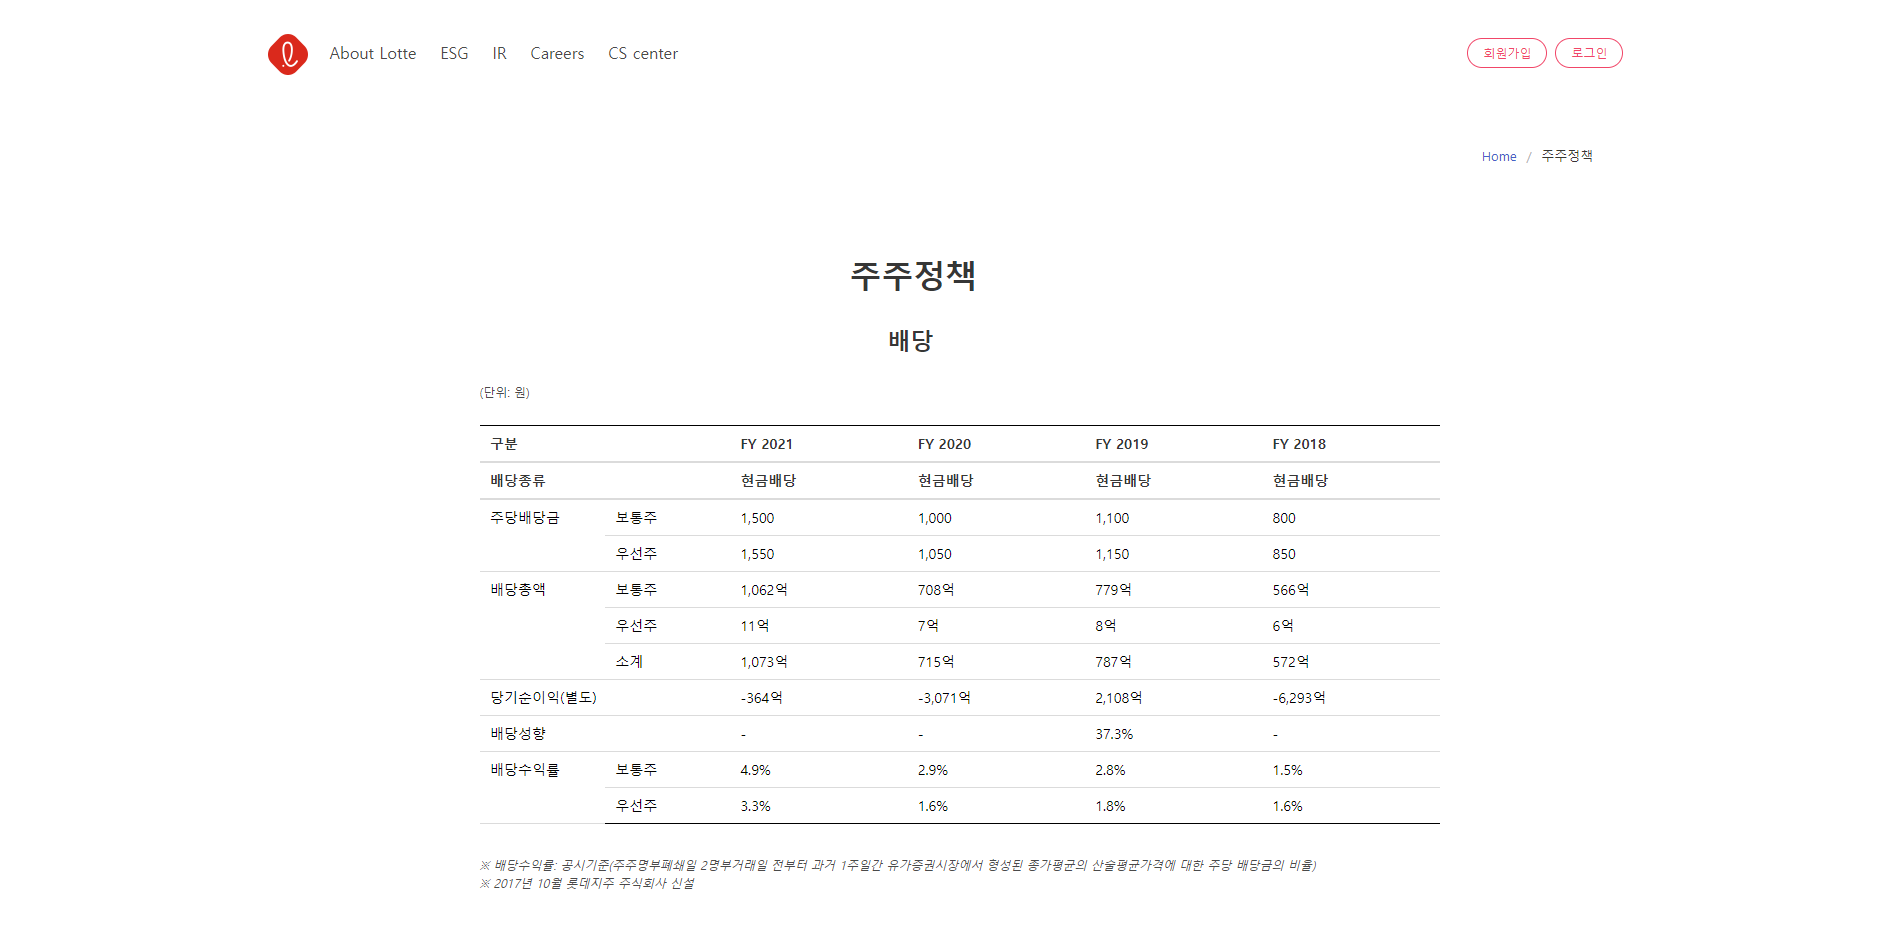 About Lotte ESG IR Careers CS center 회원가입 로그인
Home / 주주정책
주주정책
배당
(단위: 원)
구분 FY 2021 FY 2020 FY 2019 FY 2018
배당종류 현금배당 현금배당 현금배당 현금배당
주당배당금 보통주 1,500 1,000 1,100 800
우선주 1,550 1,050 1,150 850
배당총액 보통주 1,062억 708억 779억 566억
우선주 11억 7억 8억 6억
소계 1,073억 715억 787억 572억
당기순이익(별도) -364억 -3,071억 2,108억 -6,293억
배당성향 - - 37.3% -
배당수익률 보통주 4.9% 2.9% 2.8% 1.5%
우선주 3.3% 1.6% 1.8% 1.6%
※ 배당수익률: 공시기준(주주명부폐쇄일 2명부거래일 전부터 과거 1주일간 유가증권시장에서 형성된 종가평균의 산술평균가격에 대한 주당 배당금의 비율)
※ 2017년 10월 롯데지주 주식회사 신설